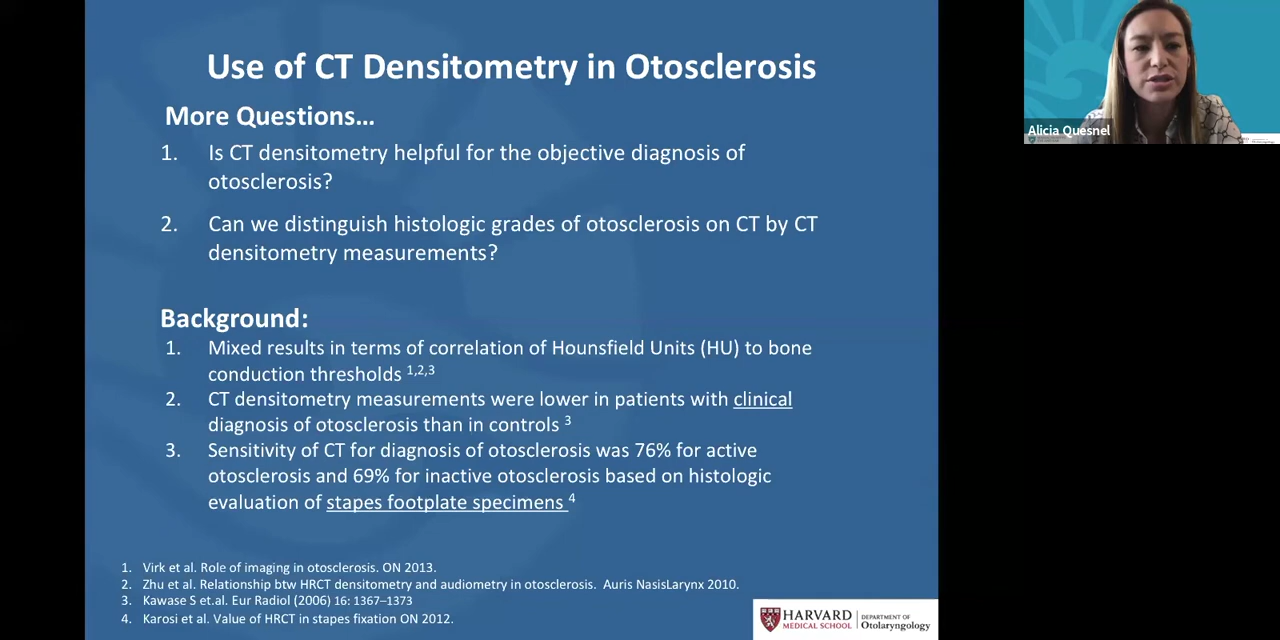 Use of CT Densitometry in Otosclerosis
More Questions…
1. Is CT densitometry helpful for the objective diagnosis of
otosclerosis?
2. Can we distinguish histologic grades of otosclerosis on CT by CT
densitometry measurements?
Background:
1. Mixed results in terms of correlation of Hounsfield Units (HU) to bone
conduction thresholds 1,2,3
2. CT densitometry measurements were lower in patients with clinical
diagnosis of otosclerosis than in controls 3
3. Sensitivity of CT for diagnosis of otosclerosis was 76% for active
otosclerosis and 69% for inactive otosclerosis based on histologic
evaluation of stapes footplate specimens 4
1. Virk et al. Role of imaging in otosclerosis. ON 2013.
2. Zhu et al. Relationship btw HRCT densitometry and audiometry in otosclerosis. Auris NasisLarynx 2010.
3. Kawase S et.al. Eur Radiol (2006) 16: 1367–1373
4. Karosi et al. Value of HRCT in stapes fixation ON 2012.
HARVARD
MEDICAL SCHOOL
DEPARTMENT OF
Otolaryngology
Alicia Quesnel